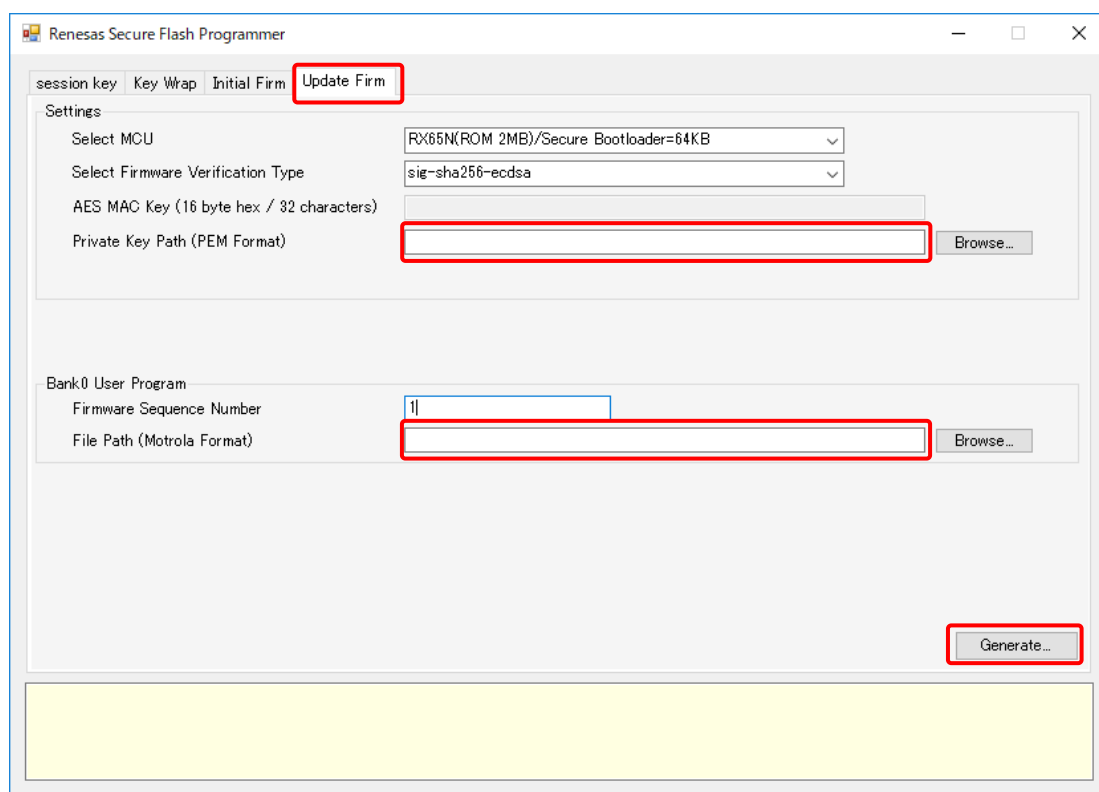 Renesas Secure Flash Programmer
session key Key Wrap Initial Firm Update Firm
Settings
Select MCU RX65N(ROM 2MB)/Secure Bootloader=64KB
Select Firmware Verification Type sig-sha256-ecdsa
AES MAC Key (16 byte hex / 32 characters)
Private Key Path (PEM Format) Browse...
Bank0 User Program
Firmware Sequence Number 1
File Path (Motrola Format) Browse...
Generate...